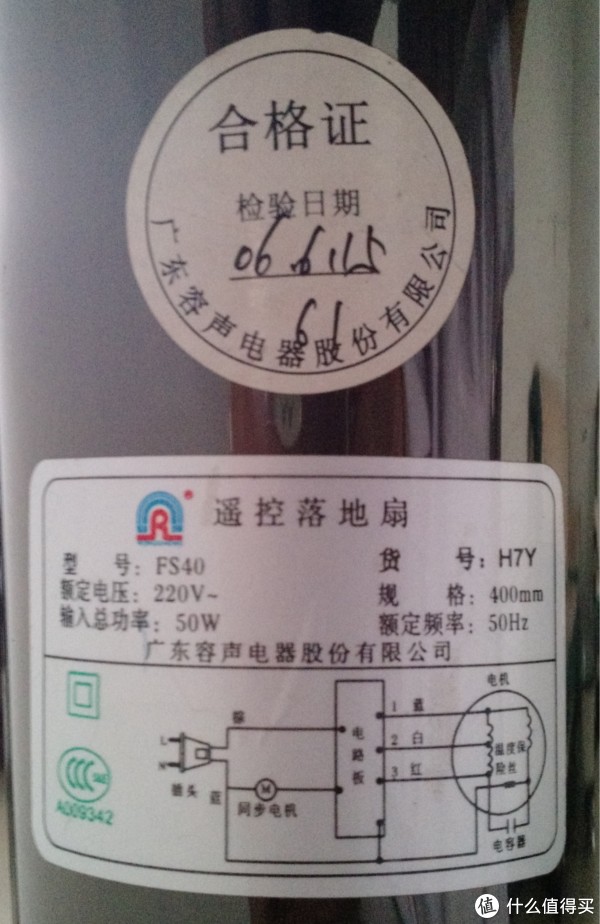 合格证
检验日期
广东容声电器股份有限公司
R®
遥控落地扇
型 号: FS40 货 号: H7Y
额定电压: 220V~ 规 格: 400mm
输入总功率: 50W 额定频率: 50Hz
广东容声电器股份有限公司
电机
棕
1 蓝
L
电路板
2 白
温度保险丝
N
3 红
插头 蓝
M
同步电机
电容器
CCC S&E
A009342
值 什么值得买